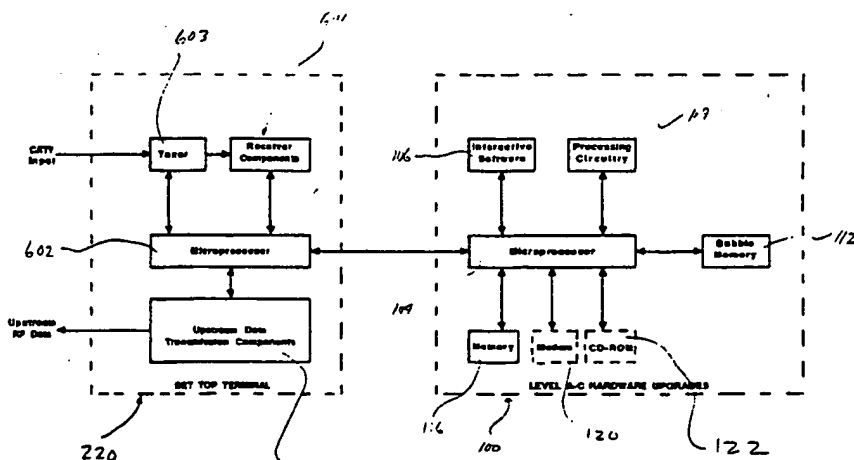 603
CATV
Input
Tuner
Receiver
Components
Interactive
Software
Processing
Circuitry
106
602
Microprocessor
Microprocessor
Bubble
Memory
112
104
Upstream
RF Data
Upstream Data
Transmission Components
Memory
Modem
CD-ROM
SET TOP TERMINAL
LEVEL A-C HARDWARE UPGRADES
220
100
120
122